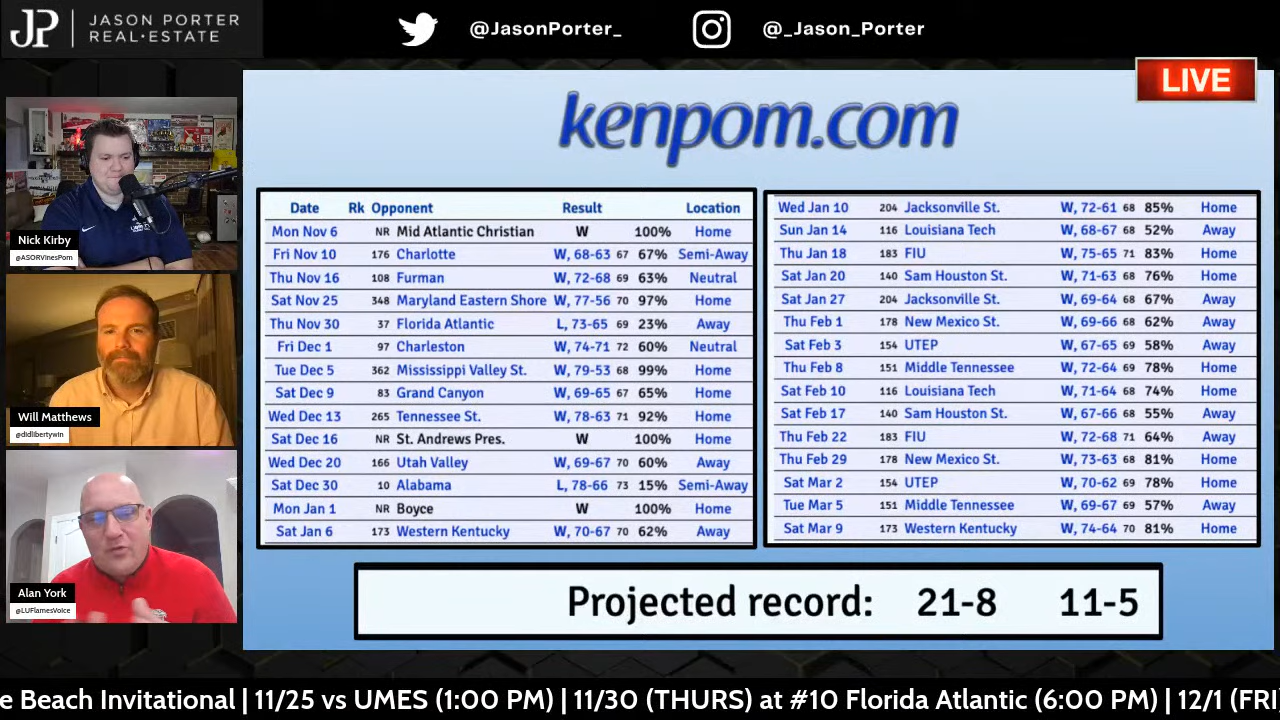 JP | JASON PORTER
REAL•ESTATE
@JasonPorter_
@_Jason_Porter
LIVE
kenpom.com
Nick Kirby
@ASORVinesPom
Will Matthews
@didlibertywin
Alan York
@LUFlamesVoice
Date Rk Opponent Result Location
Mon Nov 6 NR Mid Atlantic Christian W 100% Home
Fri Nov 10 176 Charlotte W, 68-63 67 67% Semi-Away
Thu Nov 16 108 Furman W, 72-68 69 63% Neutral
Sat Nov 25 348 Maryland Eastern Shore W, 77-56 70 97% Home
Thu Nov 30 37 Florida Atlantic L, 73-65 69 23% Away
Fri Dec 1 97 Charleston W, 74-71 72 60% Neutral
Tue Dec 5 362 Mississippi Valley St. W, 79-53 68 99% Home
Sat Dec 9 83 Grand Canyon W, 69-65 67 65% Home
Wed Dec 13 265 Tennessee St. W, 78-63 71 92% Home
Sat Dec 16 NR St. Andrews Pres. W 100% Home
Wed Dec 20 166 Utah Valley W, 69-67 70 60% Away
Sat Dec 30 10 Alabama L, 78-66 73 15% Semi-Away
Mon Jan 1 NR Boyce W 100% Home
Sat Jan 6 173 Western Kentucky W, 70-67 70 62% Away
Wed Jan 10 204 Jacksonville St. W, 72-61 68 85% Home
Sun Jan 14 116 Louisiana Tech W, 68-67 68 52% Away
Thu Jan 18 183 FIU W, 75-65 71 83% Home
Sat Jan 20 140 Sam Houston St. W, 71-63 68 76% Home
Sat Jan 27 204 Jacksonville St. W, 69-64 68 67% Away
Thu Feb 1 178 New Mexico St. W, 69-66 68 62% Away
Sat Feb 3 154 UTEP W, 67-65 69 58% Away
Thu Feb 8 151 Middle Tennessee W, 72-64 69 78% Home
Sat Feb 10 116 Louisiana Tech W, 71-64 68 74% Home
Sat Feb 17 140 Sam Houston St. W, 67-66 68 55% Away
Thu Feb 22 183 FIU W, 72-68 71 64% Away
Thu Feb 29 178 New Mexico St. W, 73-63 68 81% Home
Sat Mar 2 154 UTEP W, 70-62 69 78% Home
Tue Mar 5 151 Middle Tennessee W, 69-67 69 57% Away
Sat Mar 9 173 Western Kentucky W, 74-64 70 81% Home
Projected record: 21-8 11-5
e Beach Invitational | 11/25 vs UMES (1:00 PM) | 11/30 (THURS) at #10 Florida Atlantic (6:00 PM) | 12/1 (FRI)